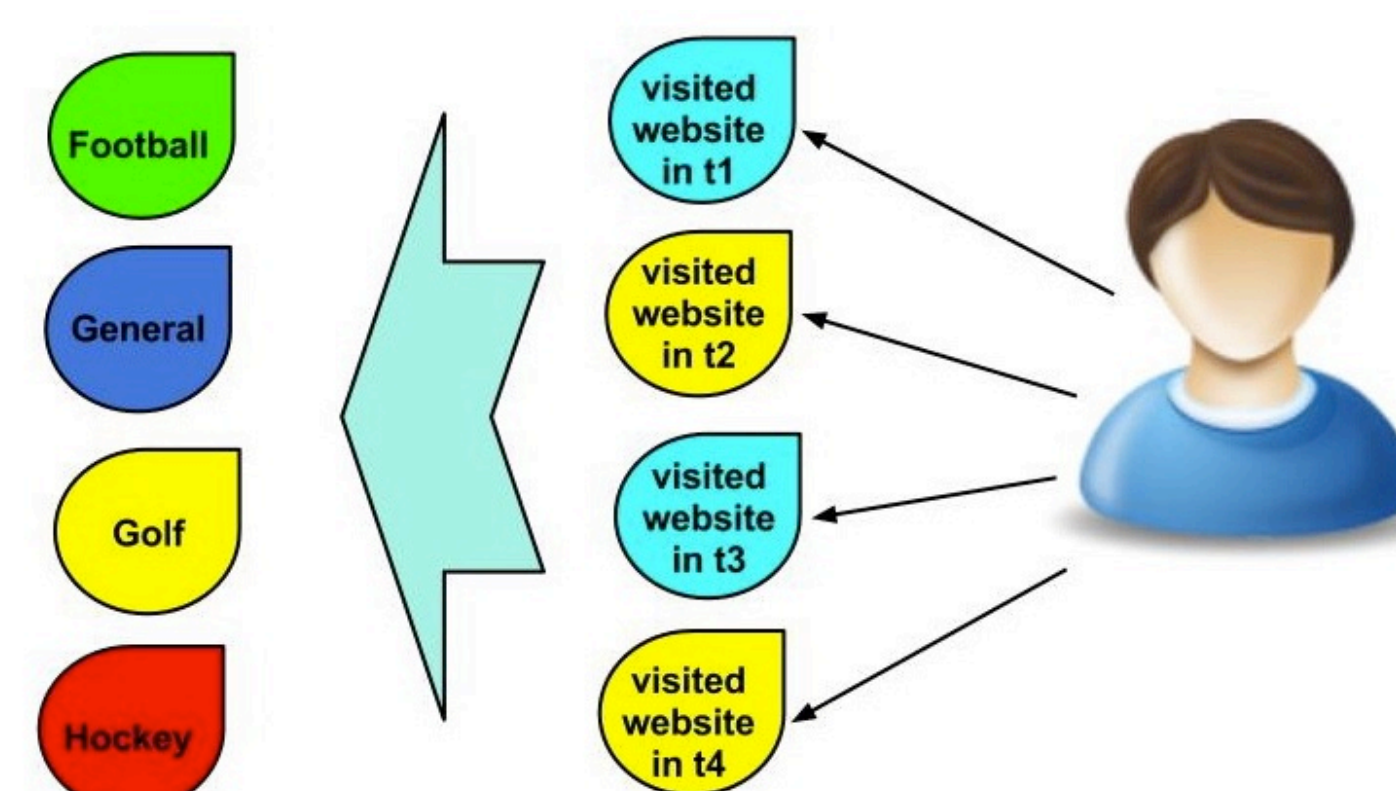 Football
General
Golf
Hockey
visited
website
in t1
visited
website
in t2
visited
website
in t3
visited
website
in t4